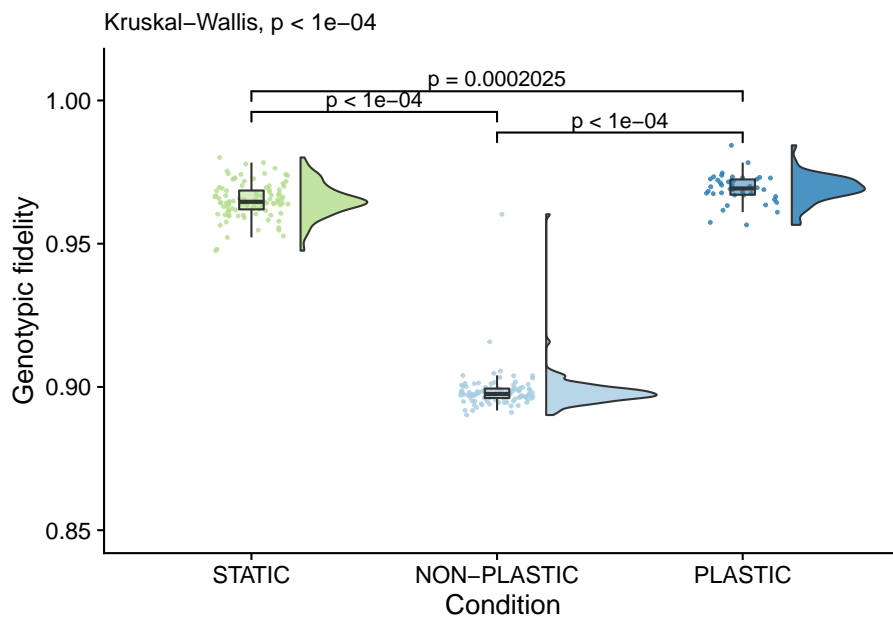 Kruskal−Wallis, p < 1e−04
p = 0.0002025
p < 1e−04
p < 1e−04
1.00
0.95
0.90
0.85
Genotypic fidelity
STATIC
NON−PLASTIC
PLASTIC
Condition